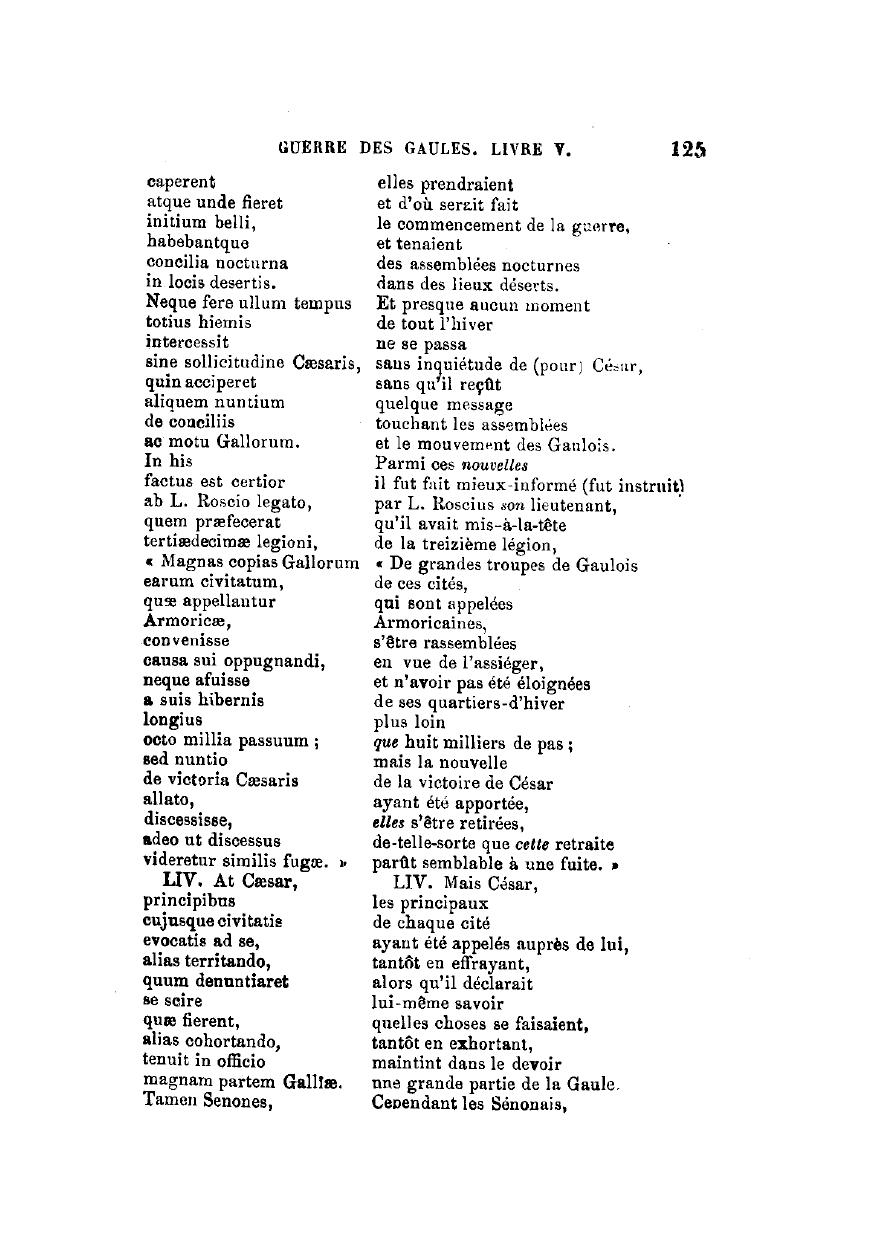 GUERRE DES GAULES. LIVRE V. 125
caperent elles prendraient
atque unde fieret et d'où serait fait
initium belli, le commencement de la guerre,
habebantque et tenaient
concilia nocturna des assemblées nocturnes
in locis desertis. dans des lieux déserts.
Neque fere ullum tempus Et presque aucun moment
totius hiemis de tout l'hiver
intercessit ne se passa
sine sollicitudine Cæsaris, sans inquiétude de (pour) César,
quin acciperet sans qu'il reçût
aliquem nuntium quelque message
de conciliis touchant les assemblées
ac motu Gallorum. et le mouvement des Gaulois.
In his Parmi ces nouvelles
factus est certior il fut fait mieux-informé (fut instruit)
ab L. Roscio legato, par L. Roscius son lieutenant,
quem præfecerat qu'il avait mis-à-la-tête
tertiædecimæ legioni, de la treizième légion,
« Magnas copias Gallorum « De grandes troupes de Gaulois
earum civitatum, de ces cités,
quæ appellantur qui sont appelées
Armoricæ, Armoricaines,
convenisse s'être rassemblées
causa sui oppugnandi, en vue de l'assiéger,
neque afuisse et n'avoir pas été éloignées
a suis hibernis de ses quartiers-d'hiver
longius plus loin
octo millia passuum ; que huit milliers de pas ;
sed nuntio mais la nouvelle
de victoria Cæsaris de la victoire de César
allato, ayant été apportée,
discessisse, elles s'être retirées,
adeo ut discessus de-telle-sorte que cette retraite
videretur similis fugæ. » parût semblable à une fuite. »
LIV. At Cæsar, LIV. Mais César,
principibus les principaux
cujusque civitatis de chaque cité
evocatis ad se, ayant été appelés auprès de lui,
alias territando, tantôt en effrayant,
quum denuntiaret alors qu'il déclarait
se scire lui-même savoir
quæ fierent, quelles choses se faisaient,
alias cohortando, tantôt en exhortant,
tenuit in officio maintint dans le devoir
magnam partem Galliæ. une grande partie de la Gaule.
Tamen Senones, Cependant les Sénonais,